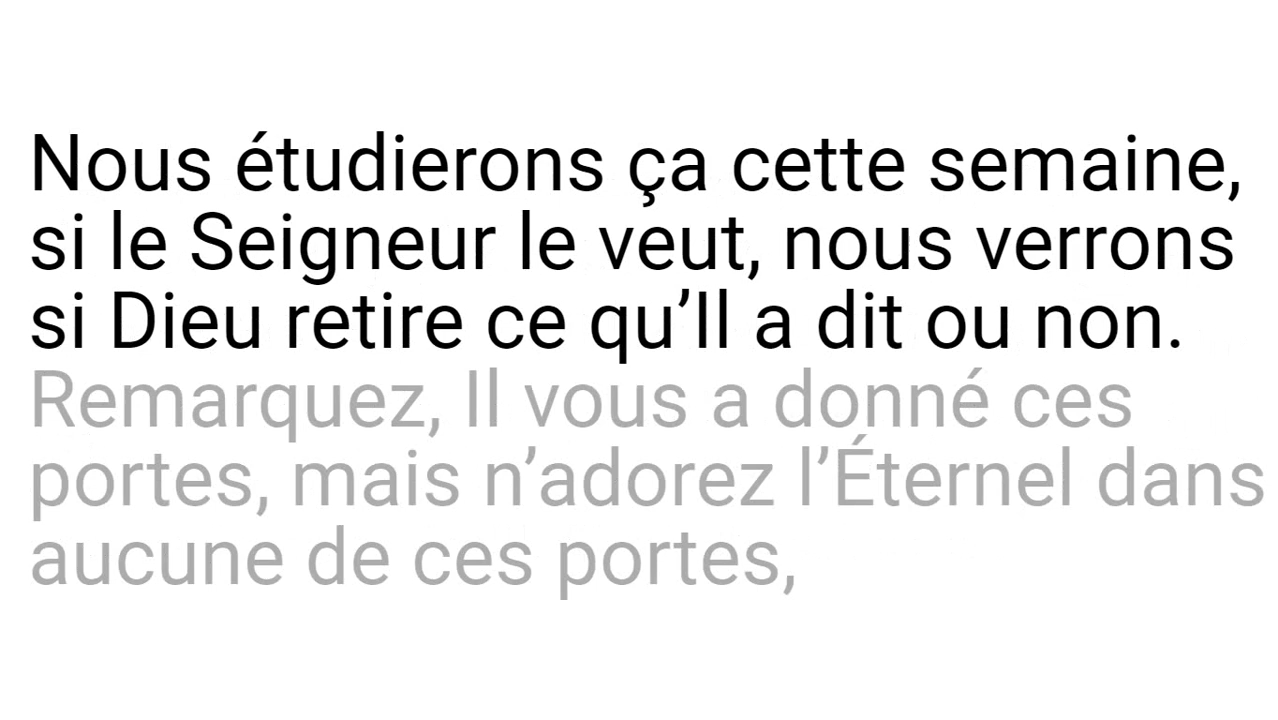 Nous étudierons ça cette semaine,
si le Seigneur le veut, nous verrons
si Dieu retire ce qu’Il a dit ou non.
Remarquez, Il vous a donné ces
portes, mais n’adorez l’Éternel dans
aucune de ces portes,